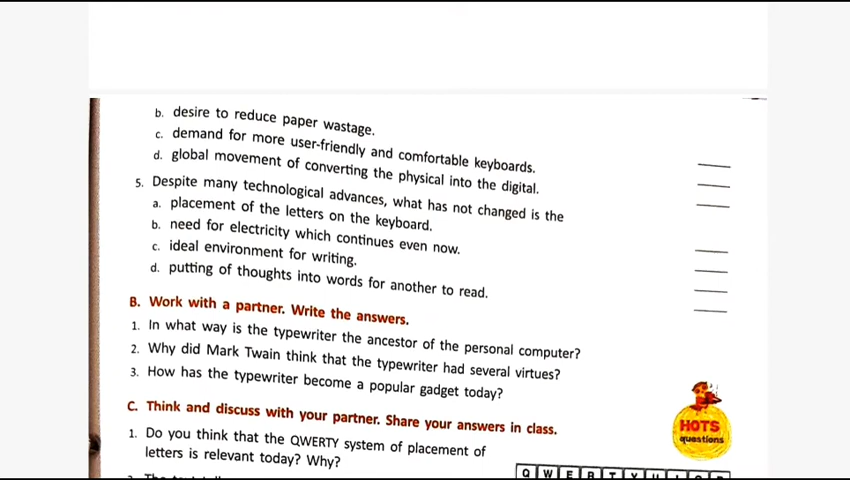 b. desire to reduce paper wastage.
c. demand for more user-friendly and comfortable keyboards.
d. global movement of converting the physical into the digital.
5. Despite many technological advances, what has not changed is the
a. placement of the letters on the keyboard.
b. need for electricity which continues even now.
c. ideal environment for writing.
d. putting of thoughts into words for another to read.
B. Work with a partner. Write the answers.
1. In what way is the typewriter the ancestor of the personal computer?
2. Why did Mark Twain think that the typewriter had several virtues?
3. How has the typewriter become a popular gadget today?
C. Think and discuss with your partner. Share your answers in class.
HOTS
questions
1. Do you think that the QWERTY system of placement of
letters is relevant today? Why?
Q W E R T Y U I O P